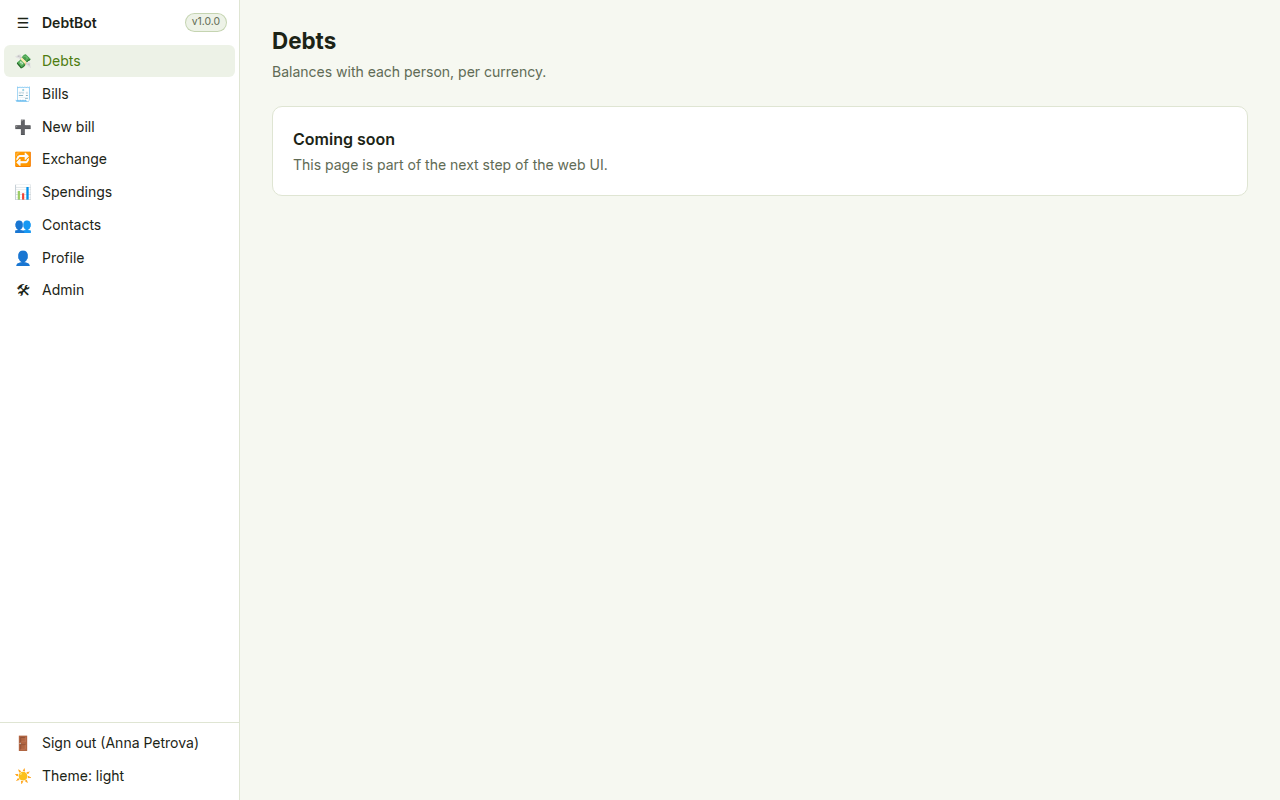 DebtBot
v1.0.0
Debts
Bills
New bill
Exchange
Spendings
Contacts
Profile
Admin
Sign out (Anna Petrova)
Theme: light
Debts
Balances with each person, per currency.
Coming soon
This page is part of the next step of the web UI.